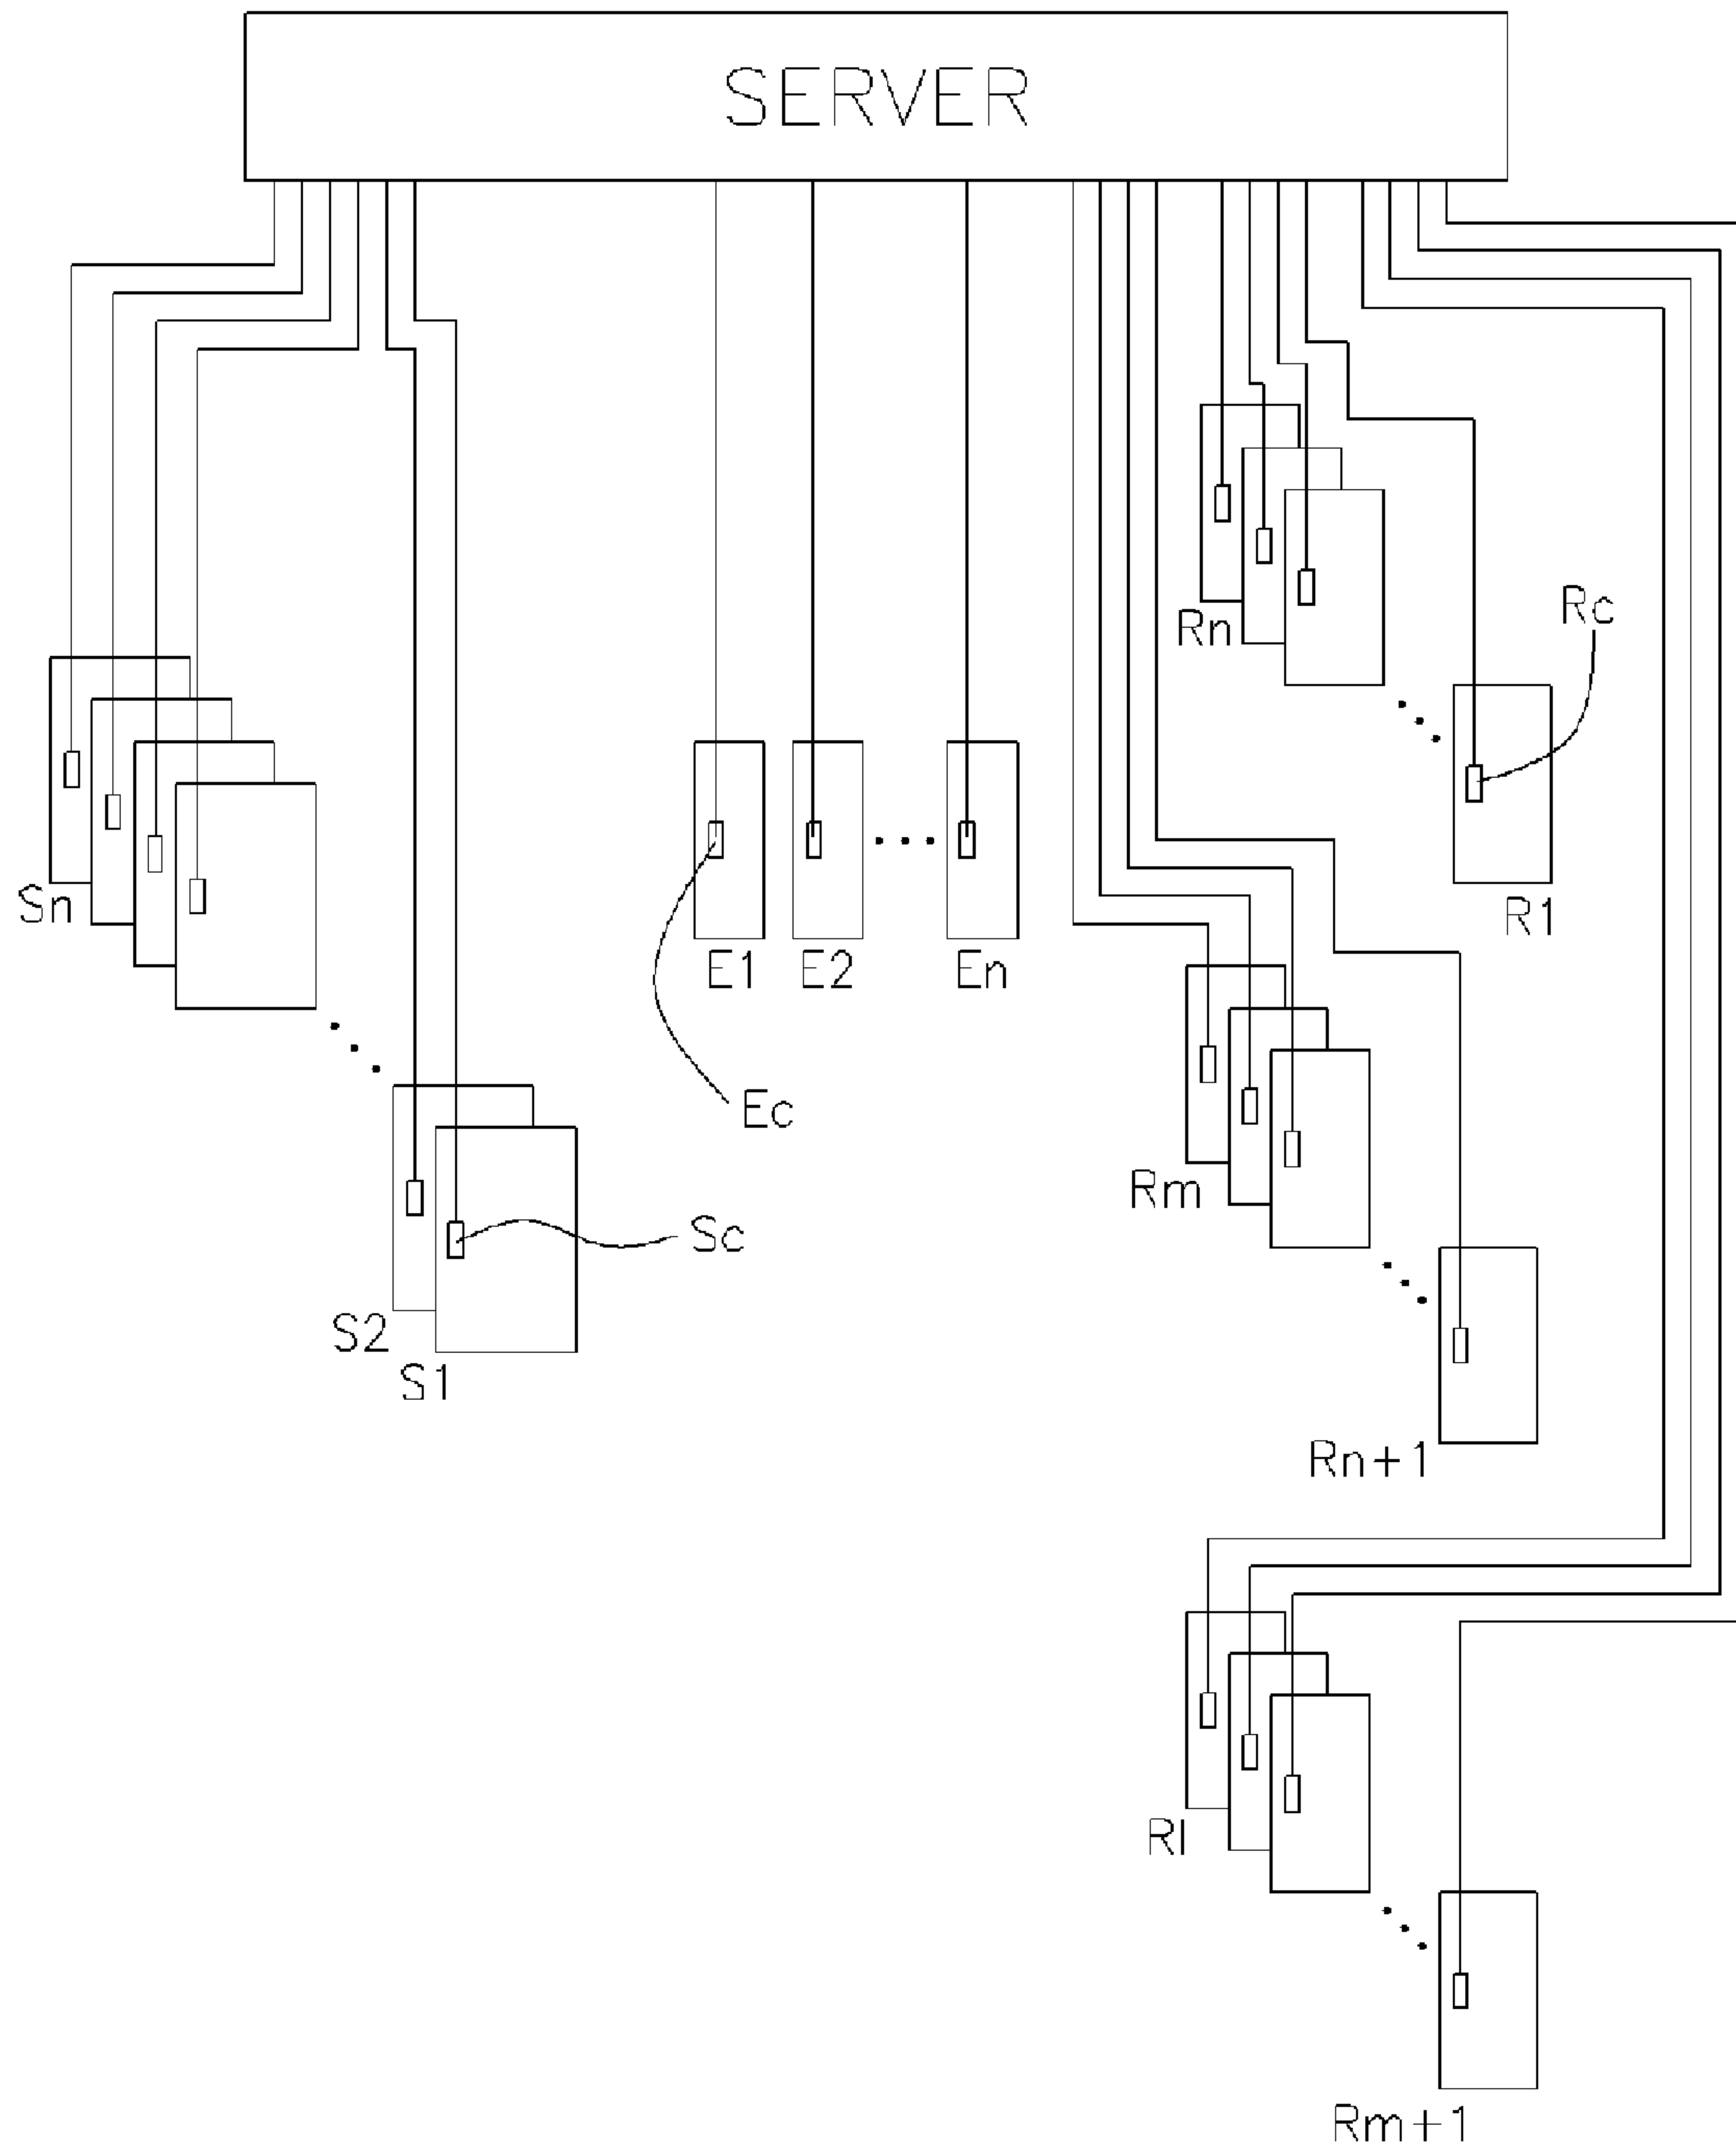 SERVER
Rc
Rn
Sn
R1
E1 E2 En
Ec
Rm
Sc
S2
S1
Rn+1
Rl
Rm+1